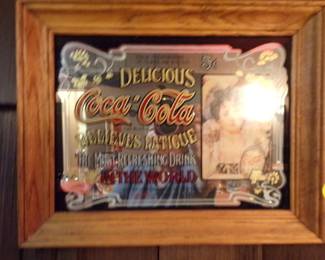 5¢
DELICIOUS
Coca-Cola
RELIEVES FATIGUE
THE MOST REFRESHING DRINK
IN THE WORLD